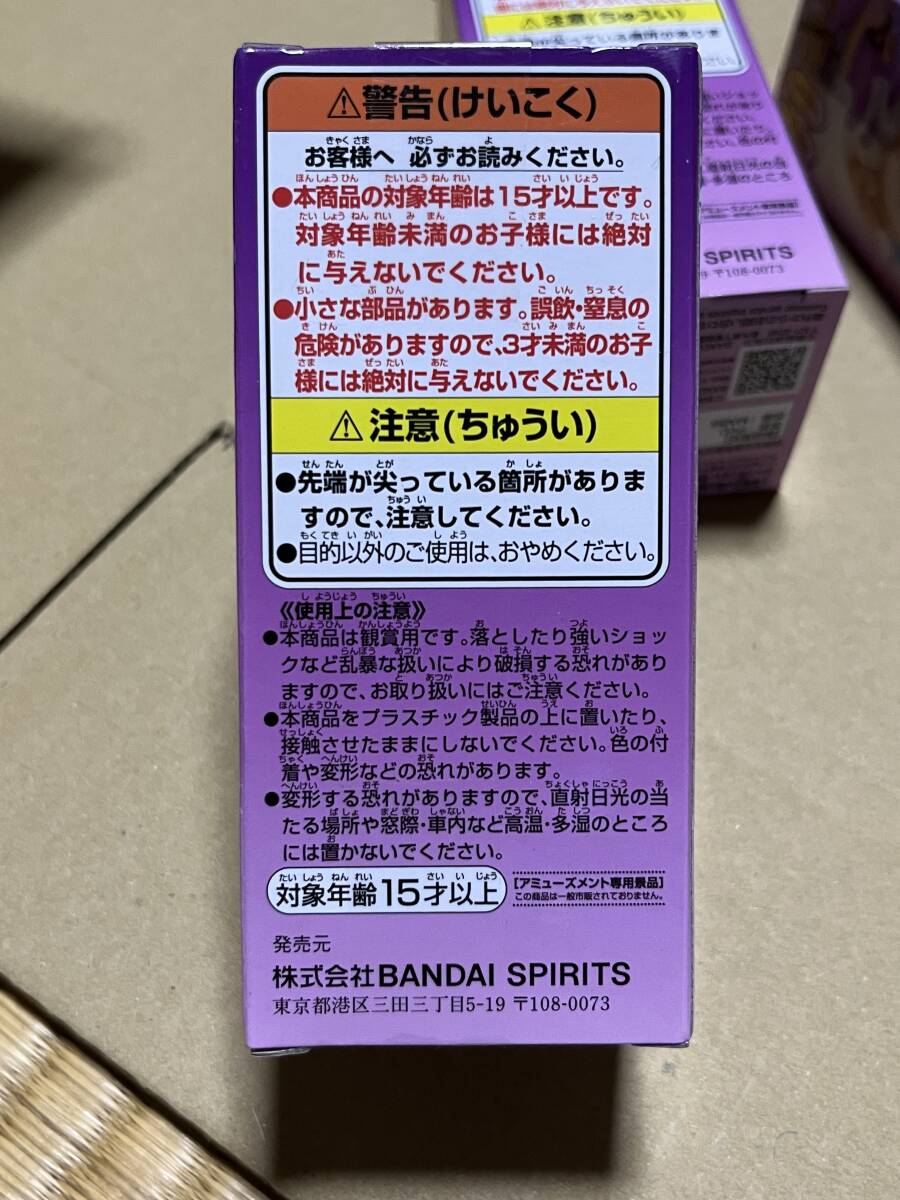 ⚠警告(けいこく)
お客様へ 必ずお読みください。
●本商品の対象年齢は15才以上です。
対象年齢未満のお子様には絶対
に与えないでください。
●小さな部品があります。誤飲・窒息の
危険がありますので、3才未満のお子
様には絶対に与えないでください。
⚠注意(ちゅうい)
●先端が尖っている箇所がありま
すので、注意してください。
●目的以外のご使用は、おやめください。
《使用上の注意》
●本商品は観賞用です。落としたり強いショッ
クなど乱暴な扱いにより破損する恐れがあり
ますので、お取り扱いにはご注意ください。
●本商品をプラスチック製品の上に置いたり、
接触させたままにしないでください。色の付
着や変形などの恐れがあります。
●変形する恐れがありますので、直射日光の当
たる場所や窓際・車内など高温・多湿のところ
には置かないでください。
対象年齢15才以上
【アミューズメント専用景品】
この商品は一般市販されておりません。
発売元
株式会社BANDAI SPIRITS
東京都港区三田三丁目5-19 〒108-0073
⚠注意(ちゅうい)
SPIRITS
〒108-0073